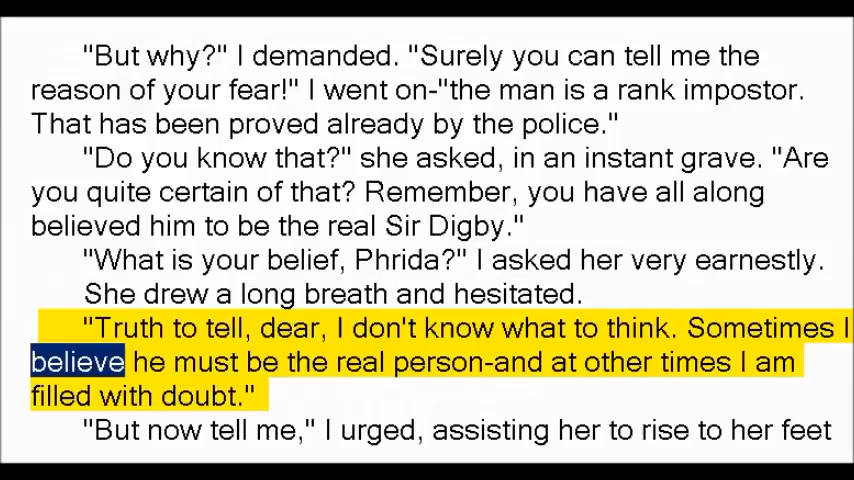 "But why?" I demanded. "Surely you can tell me the
reason of your fear!" I went on-"the man is a rank impostor.
That has been proved already by the police."
"Do you know that?" she asked, in an instant grave. "Are
you quite certain of that? Remember, you have all along
believed him to be the real Sir Digby."
"What is your belief, Phrida?" I asked her very earnestly.
She drew a long breath and hesitated.
"Truth to tell, dear, I don't know what to think. Sometimes I
believe he must be the real person-and at other times I am
filled with doubt."
"But now tell me," I urged, assisting her to rise to her feet